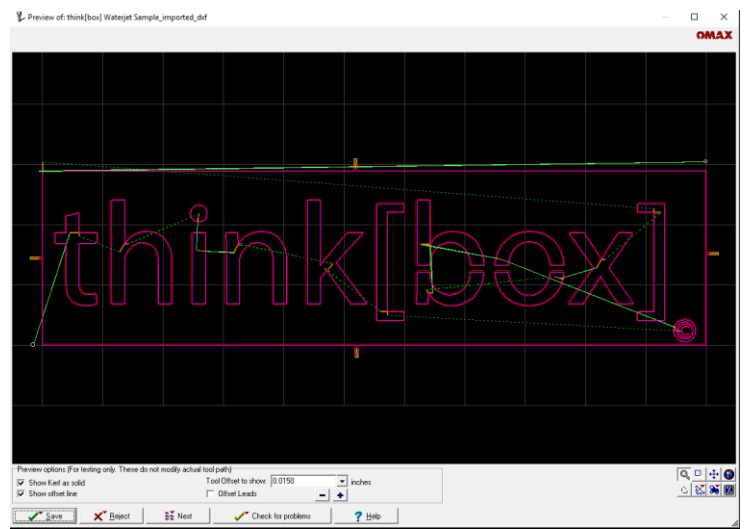 Preview of: think[box] Waterjet Sample_imported_dxf
OMAX
think[box]
©
Preview options (For testing only. These do not modify actual tool path)
Show Kerf as solid
Tool Offset to show: 0.0150 inches
Show offset line
Offset Leads
Save
Reject
Nest
Check for problems
? Help